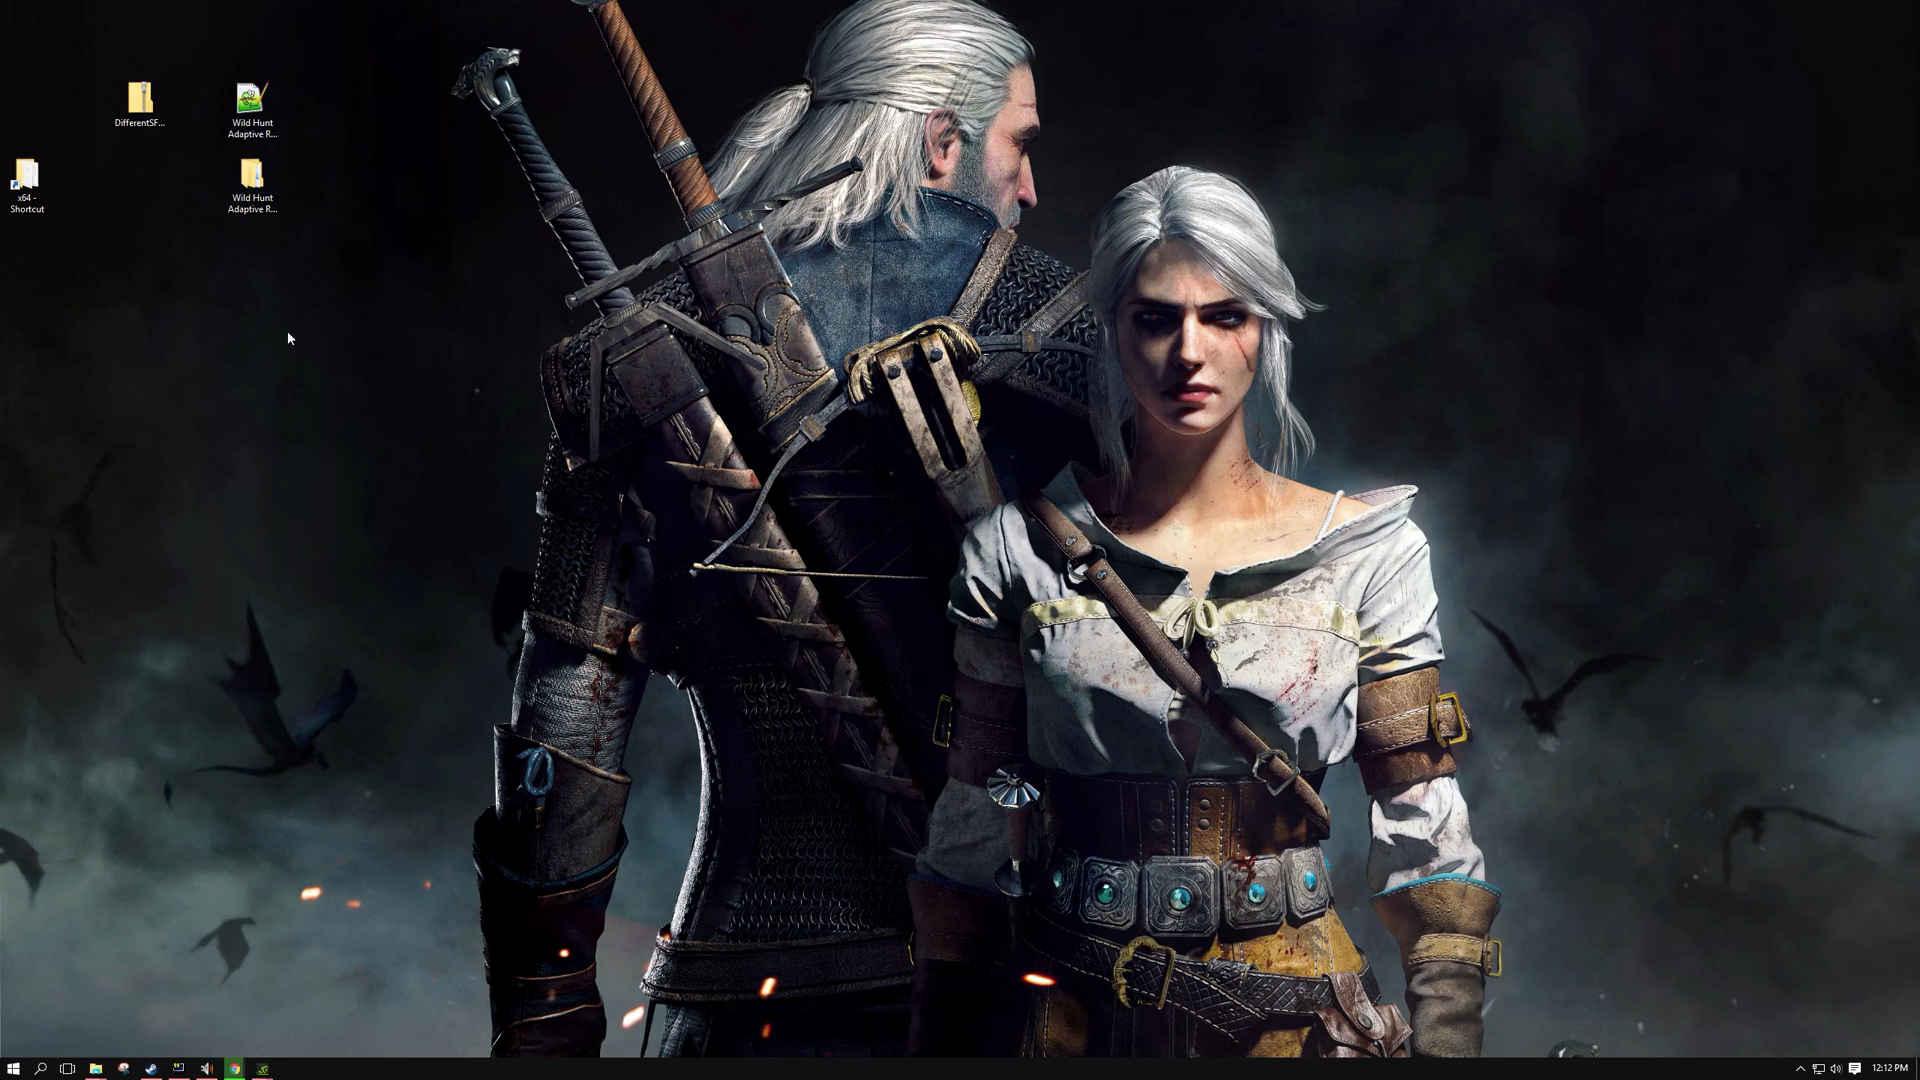 DifferentSF...
Wild Hunt
Adaptive R...
x64 -
Shortcut
Wild Hunt
Adaptive R...
12:12 PM